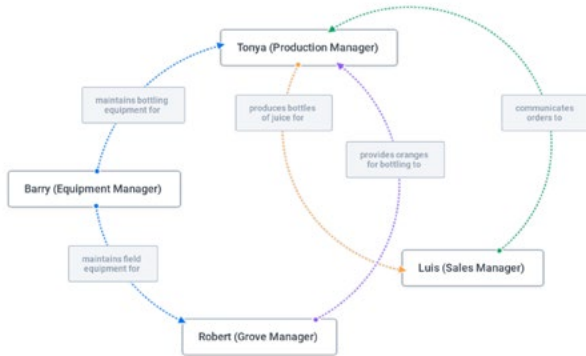 Tonya (Production Manager)
maintains bottling
equipment for
produces bottles
of juice for
communicates
orders to
provides oranges
for bottling to
Barry (Equipment Manager)
maintains field
equipment for
Luis (Sales Manager)
Robert (Grove Manager)